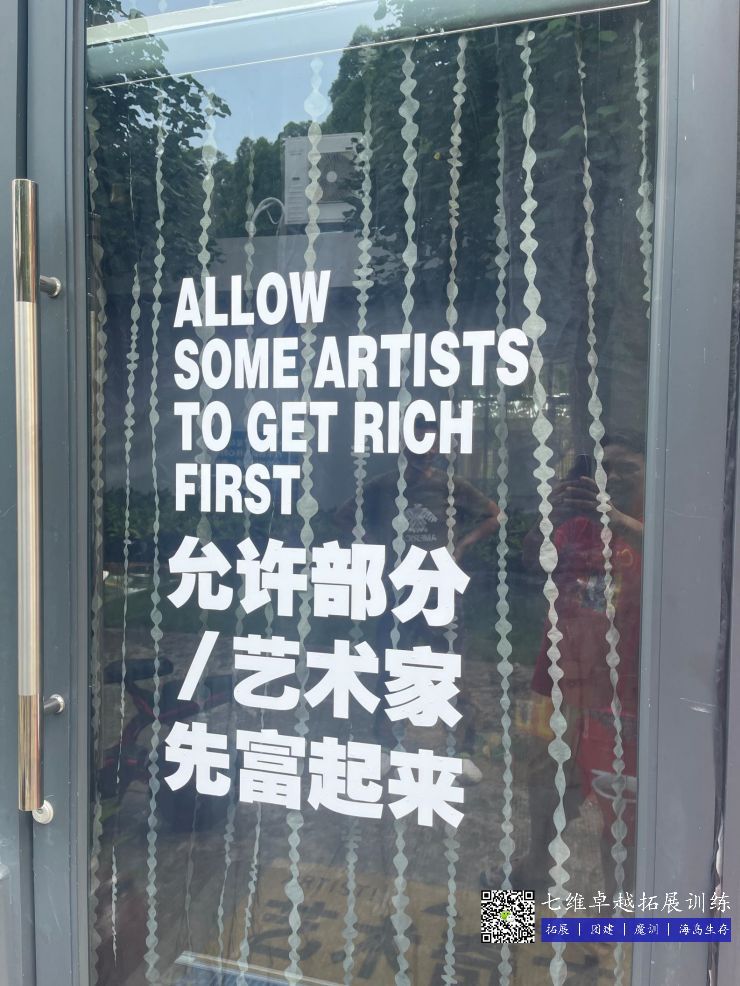 ALLOW
SOME ARTISTS
TO GET RICH
FIRST
允许部分
/艺术家
先富起来
七维卓越拓展训练
拓展 | 团建 | 魔训 | 海岛生存